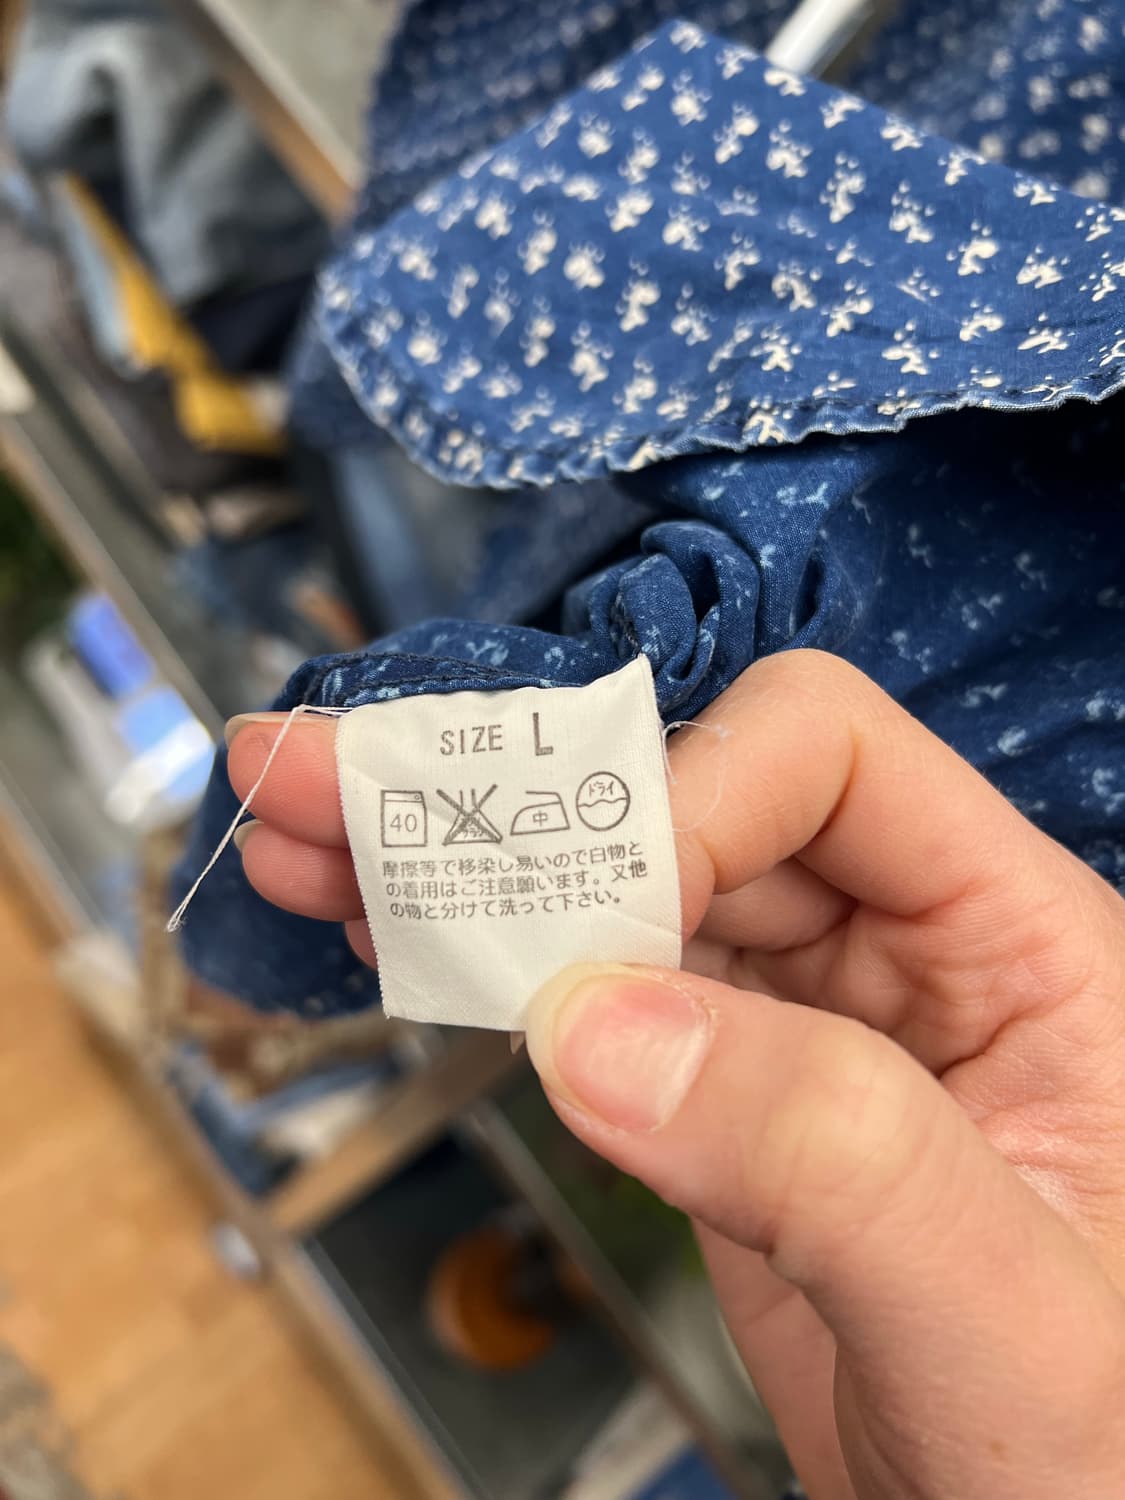 SIZE L
40 中 ドライ
摩擦等で移染し易いので白物と
の着用はご注意願います。又他
の物と分けて洗って下さい。